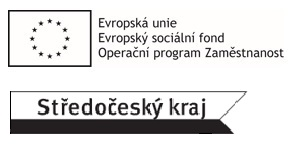 Evropská unie
Evropský sociální fond
Operační program Zaměstnanost
Středočeský kraj